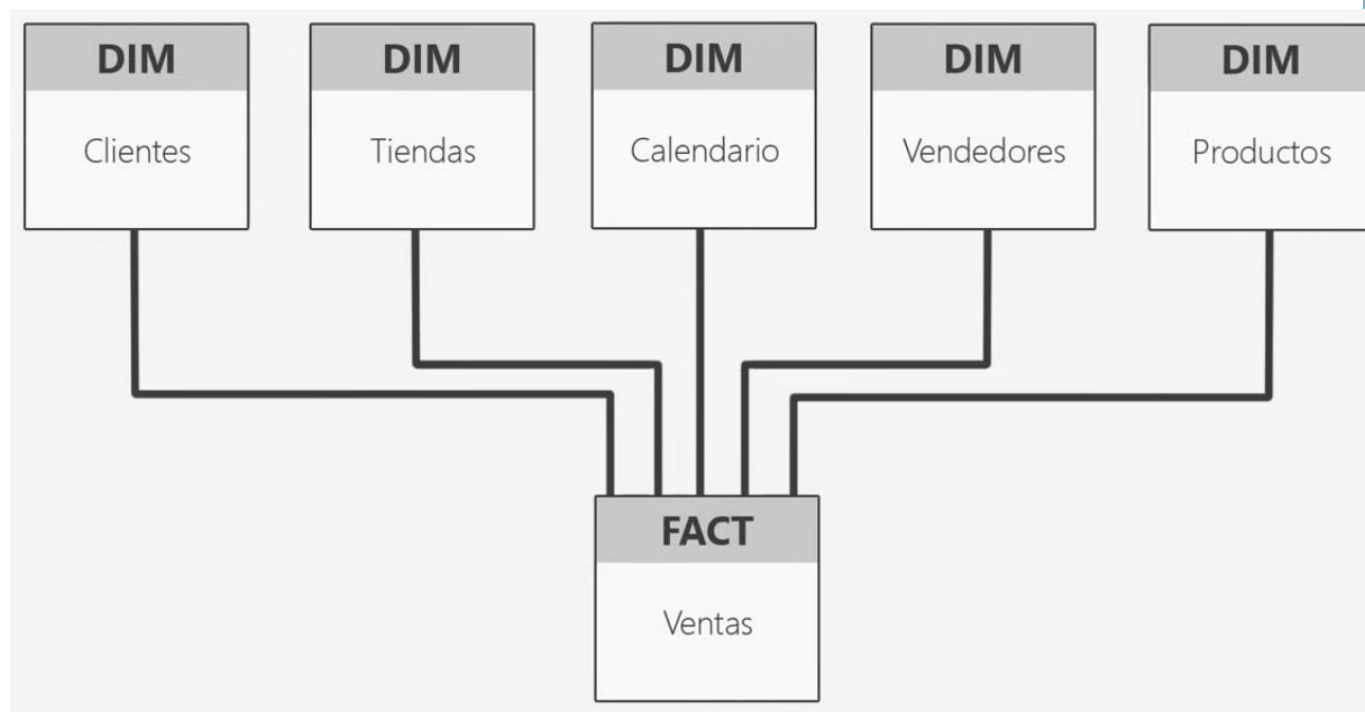 DIM
Clientes
DIM
Tiendas
DIM
Calendario
DIM
Vendedores
DIM
Productos
FACT
Ventas